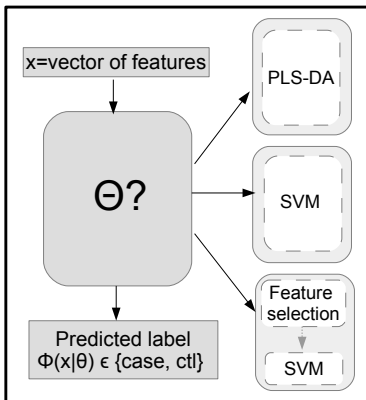 x=vector of features
Θ?
Predicted label
Φ(x|θ) ϵ {case, ctl}
PLS-DA
SVM
Feature
selection
SVM